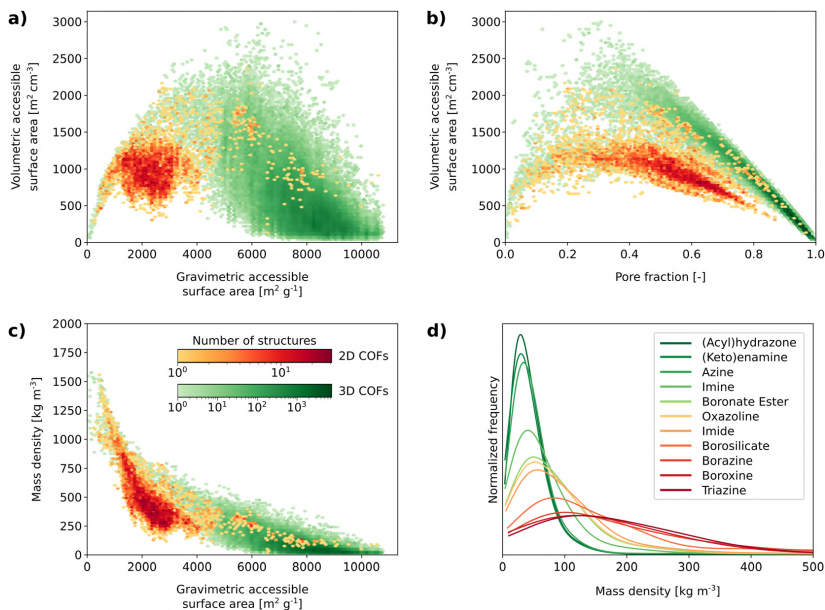 a)
Volumetric accessible
surface area [m² cm⁻³]
3000
2500
2000
1500
1000
500
0
0 2000 4000 6000 8000 10000
Gravimetric accessible
surface area [m² g⁻¹]
b)
Volumetric accessible
surface area [m² cm⁻³]
3000
2500
2000
1500
1000
500
0
0.0 0.2 0.4 0.6 0.8 1.0
Pore fraction [-]
c)
Mass density [kg m⁻³]
2000
1750
1500
1250
1000
750
500
250
0
0 2000 4000 6000 8000 10000
Gravimetric accessible
surface area [m² g⁻¹]
Number of structures
2D COFs
10⁰ 10¹
3D COFs
10⁰ 10¹ 10² 10³
d)
Normalized frequency
(Acyl)hydrazone
(Keto)enamine
Azine
Imine
Boronate Ester
Oxazoline
Imide
Borosilicate
Borazine
Boroxine
Triazine
0 100 200 300 400 500
Mass density [kg m⁻³]